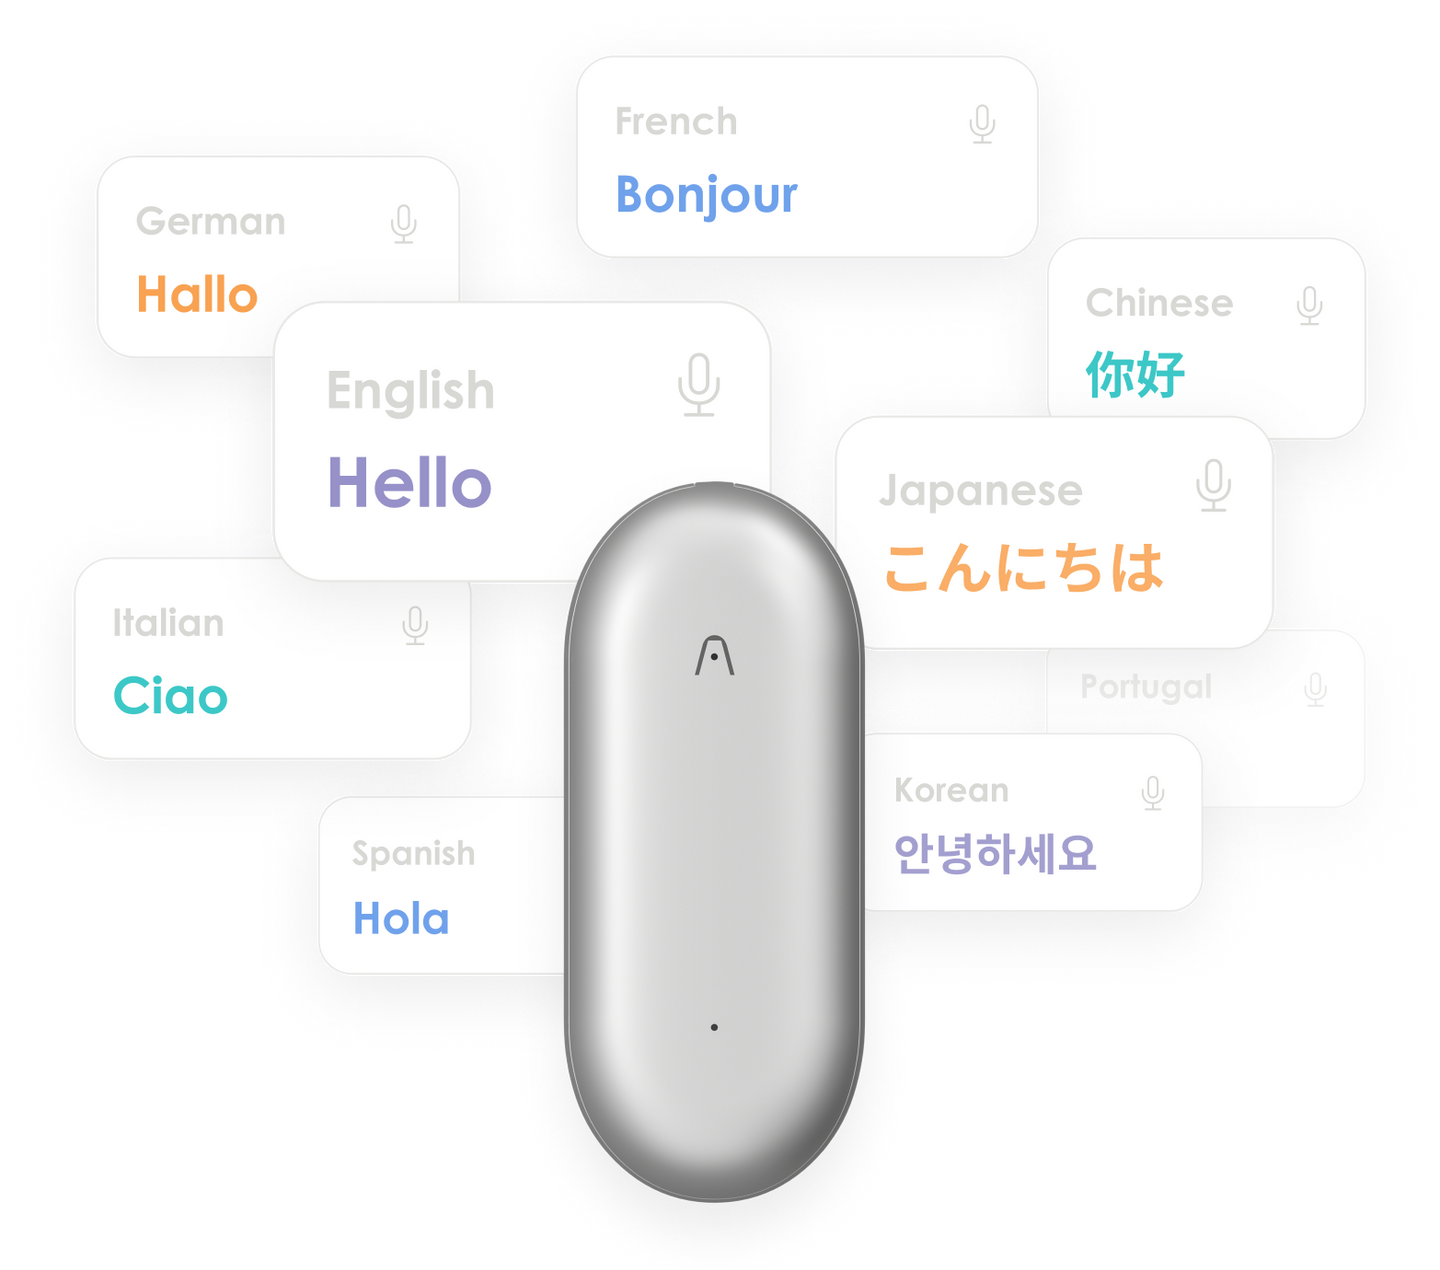 French
Bonjour
German
Hallo
Chinese
你好
English
Hello
Japanese
こんにちは
Italian
Ciao
Portugal
Korean
안녕하세요
Spanish
Hola